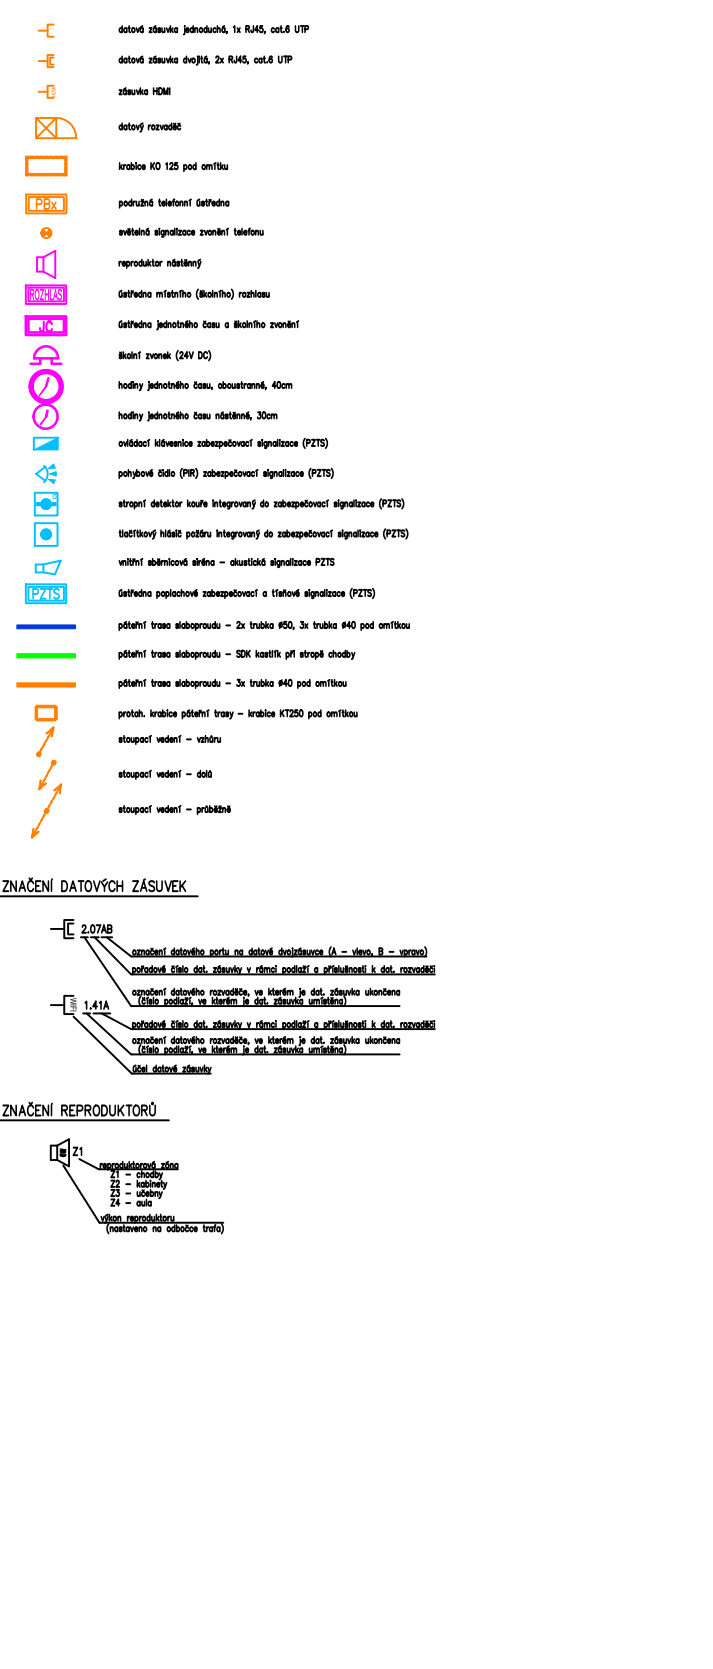 datová zásuvka jednoduchá, 1x RJ45, cat.6 UTP
datová zásuvka dvojitá, 2x RJ45, cat.6 UTP
zásuvka HDMI
datový rozvaděč
krabice KO 125 pod omítku
PBx podružná telefonní ústředna
světelná signalizace zvonění telefonu
reproduktor nástěnný
ROZHLAS ústředna místního (školního) rozhlasu
JČ ústředna jednotného času a školního zvonění
školní zvonek (24V DC)
hodiny jednotného času, oboustranné, 40cm
hodiny jednotného času nástěnné, 30cm
ovládací klávesnice zabezpečovací signalizace (PZTS)
pohybové čidlo (PIR) zabezpečovací signalizace (PZTS)
stropní detektor kouře integrovaný do zabezpečovací signalizace (PZTS)
tlačítkový hlásič požáru integrovaný do zabezpečovací signalizace (PZTS)
vnitřní sběrnicová siréna – akustická signalizace PZTS
PZTS ústředna poplachové zabezpečovací a tísňové signalizace (PZTS)
páteřní trasa slaboproudu – 2x trubka ø50, 3x trubka ø40 pod omítkou
páteřní trasa slaboproudu – SDK kastlík při stropě chodby
páteřní trasa slaboproudu – 3x trubka ø40 pod omítkou
protah. krabice páteřní trasy – krabice KT250 pod omítkou
stoupací vedení – vzhůru
stoupací vedení – dolů
stoupací vedení – průběžně
ZNAČENÍ DATOVÝCH ZÁSUVEK
2.07AB
označení datového portu na datové dvojzásuvce (A – vlevo, B – vpravo)
pořadové číslo dat. zásuvky v rámci podlaží a příslušnosti k dat. rozvaděči
označení datového rozvaděče, ve kterém je dat. zásuvka ukončena
(číslo podlaží, ve kterém je dat. zásuvka umístěna)
WiFi 1.41A
pořadové číslo dat. zásuvky v rámci podlaží a příslušnosti k dat. rozvaděči
označení datového rozvaděče, ve kterém je dat. zásuvka ukončena
(číslo podlaží, ve kterém je dat. zásuvka umístěna)
účel datové zásuvky
ZNAČENÍ REPRODUKTORŮ
Z1
reproduktorová zóna
Z1 – chodby
Z2 – kabinety
Z3 – učebny
Z4 – aula
výkon reproduktoru
(nastaveno na odbočce trafa)